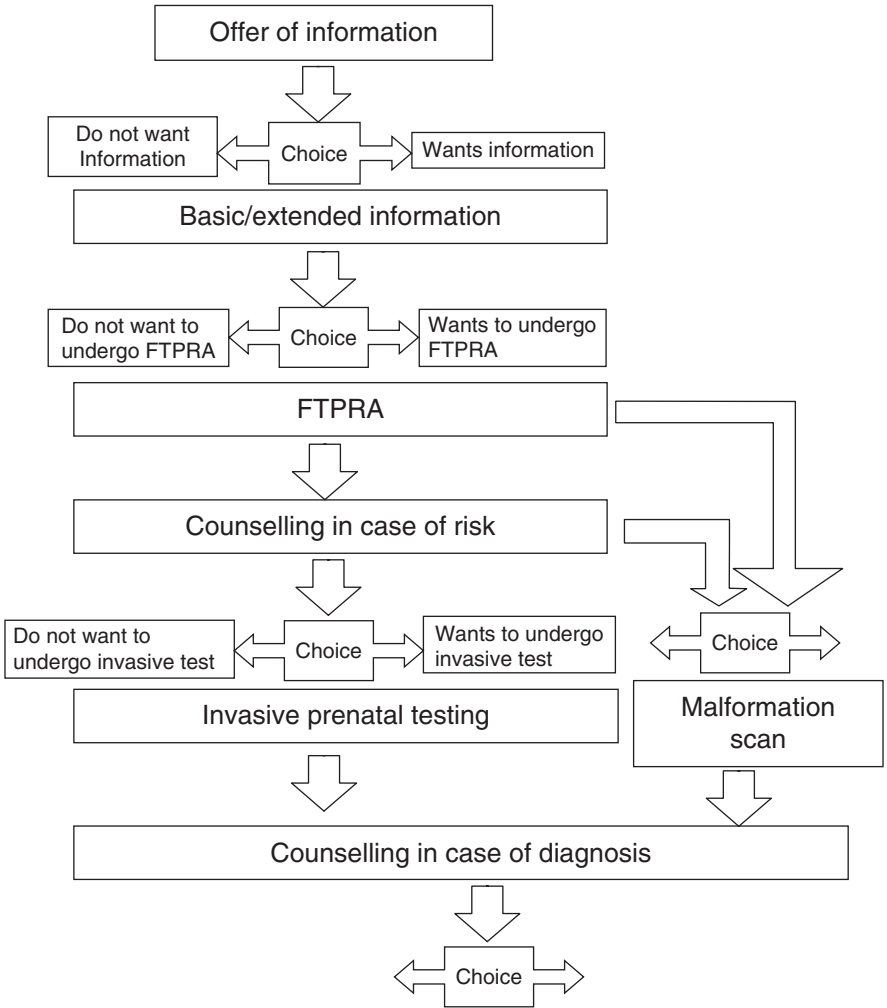 Offer of information
Do not want
Information
Choice
Wants information
Basic/extended information
Do not want to
undergo FTPRA
Choice
Wants to undergo
FTPRA
FTPRA
Counselling in case of risk
Do not want to
undergo invasive test
Choice
Wants to undergo
invasive test
Choice
Invasive prenatal testing
Malformation
scan
Counselling in case of diagnosis
Choice